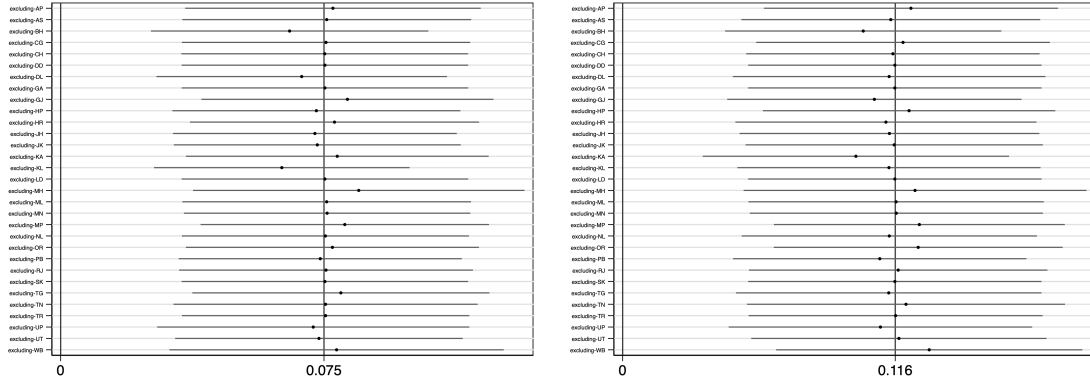 excluding-AP
excluding-AS
excluding-BH
excluding-CG
excluding-CH
excluding-DD
excluding-DL
excluding-GA
excluding-GJ
excluding-HP
excluding-HR
excluding-JH
excluding-JK
excluding-KA
excluding-KL
excluding-LD
excluding-MH
excluding-ML
excluding-MN
excluding-MP
excluding-NL
excluding-OR
excluding-PB
excluding-RJ
excluding-SK
excluding-TG
excluding-TN
excluding-TR
excluding-UP
excluding-UT
excluding-WB
0
0.075
excluding-AP
excluding-AS
excluding-BH
excluding-CG
excluding-CH
excluding-DD
excluding-DL
excluding-GA
excluding-GJ
excluding-HP
excluding-HR
excluding-JH
excluding-JK
excluding-KA
excluding-KL
excluding-LD
excluding-MH
excluding-ML
excluding-MN
excluding-MP
excluding-NL
excluding-OR
excluding-PB
excluding-RJ
excluding-SK
excluding-TG
excluding-TN
excluding-TR
excluding-UP
excluding-UT
excluding-WB
0
0.116